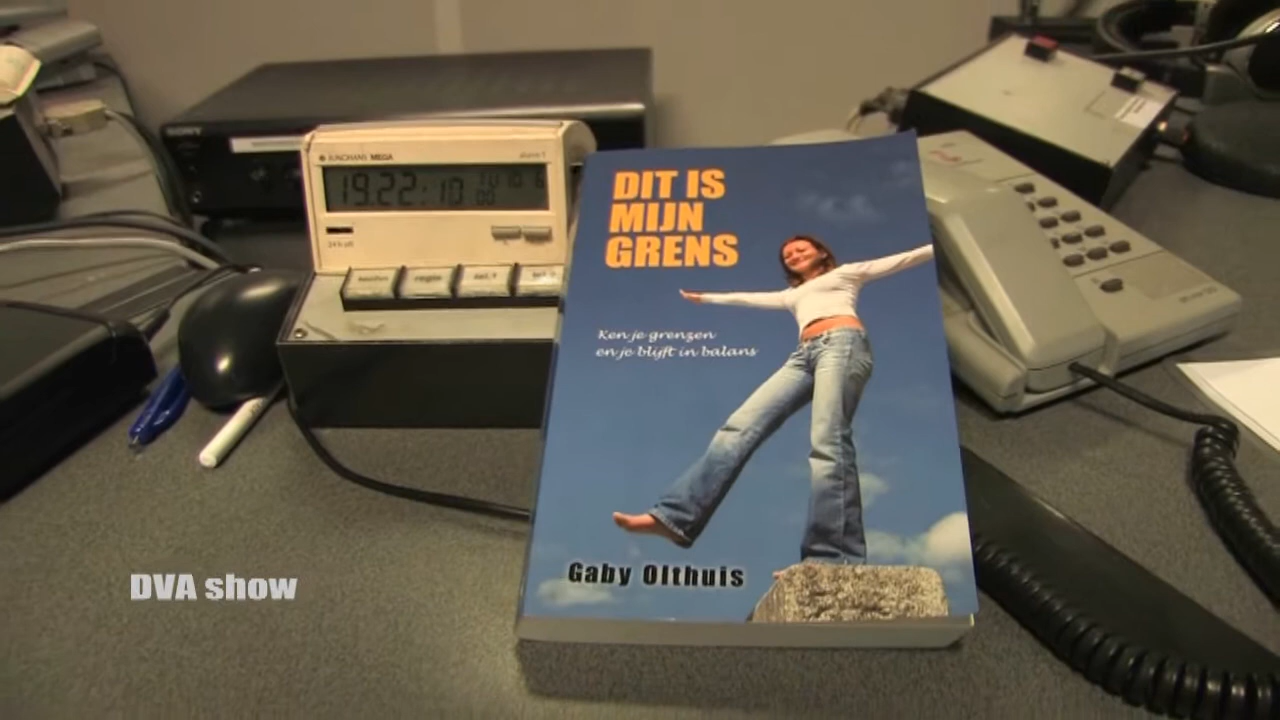 SONY
JUNGHANS MEGA
19.22:10
DIT IS
MIJN
GRENS
Ken je grenzen
en je blijft in balans
Gaby Olthuis
DVA show